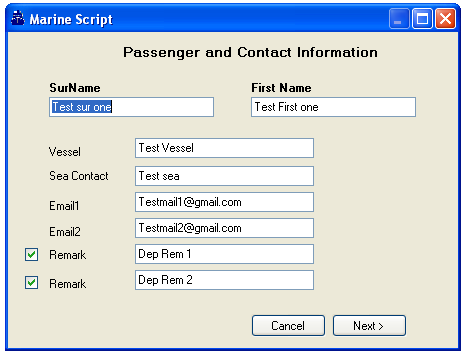 Marine Script
Passenger and Contact Information
SurName First Name
Test sur one Test First one
Vessel Test Vessel
Sea Contact Test sea
Email1 Testmail1@gmail.com
Email2 Testmail2@gmail.com
Remark Dep Rem 1
Remark Dep Rem 2
Cancel Next >